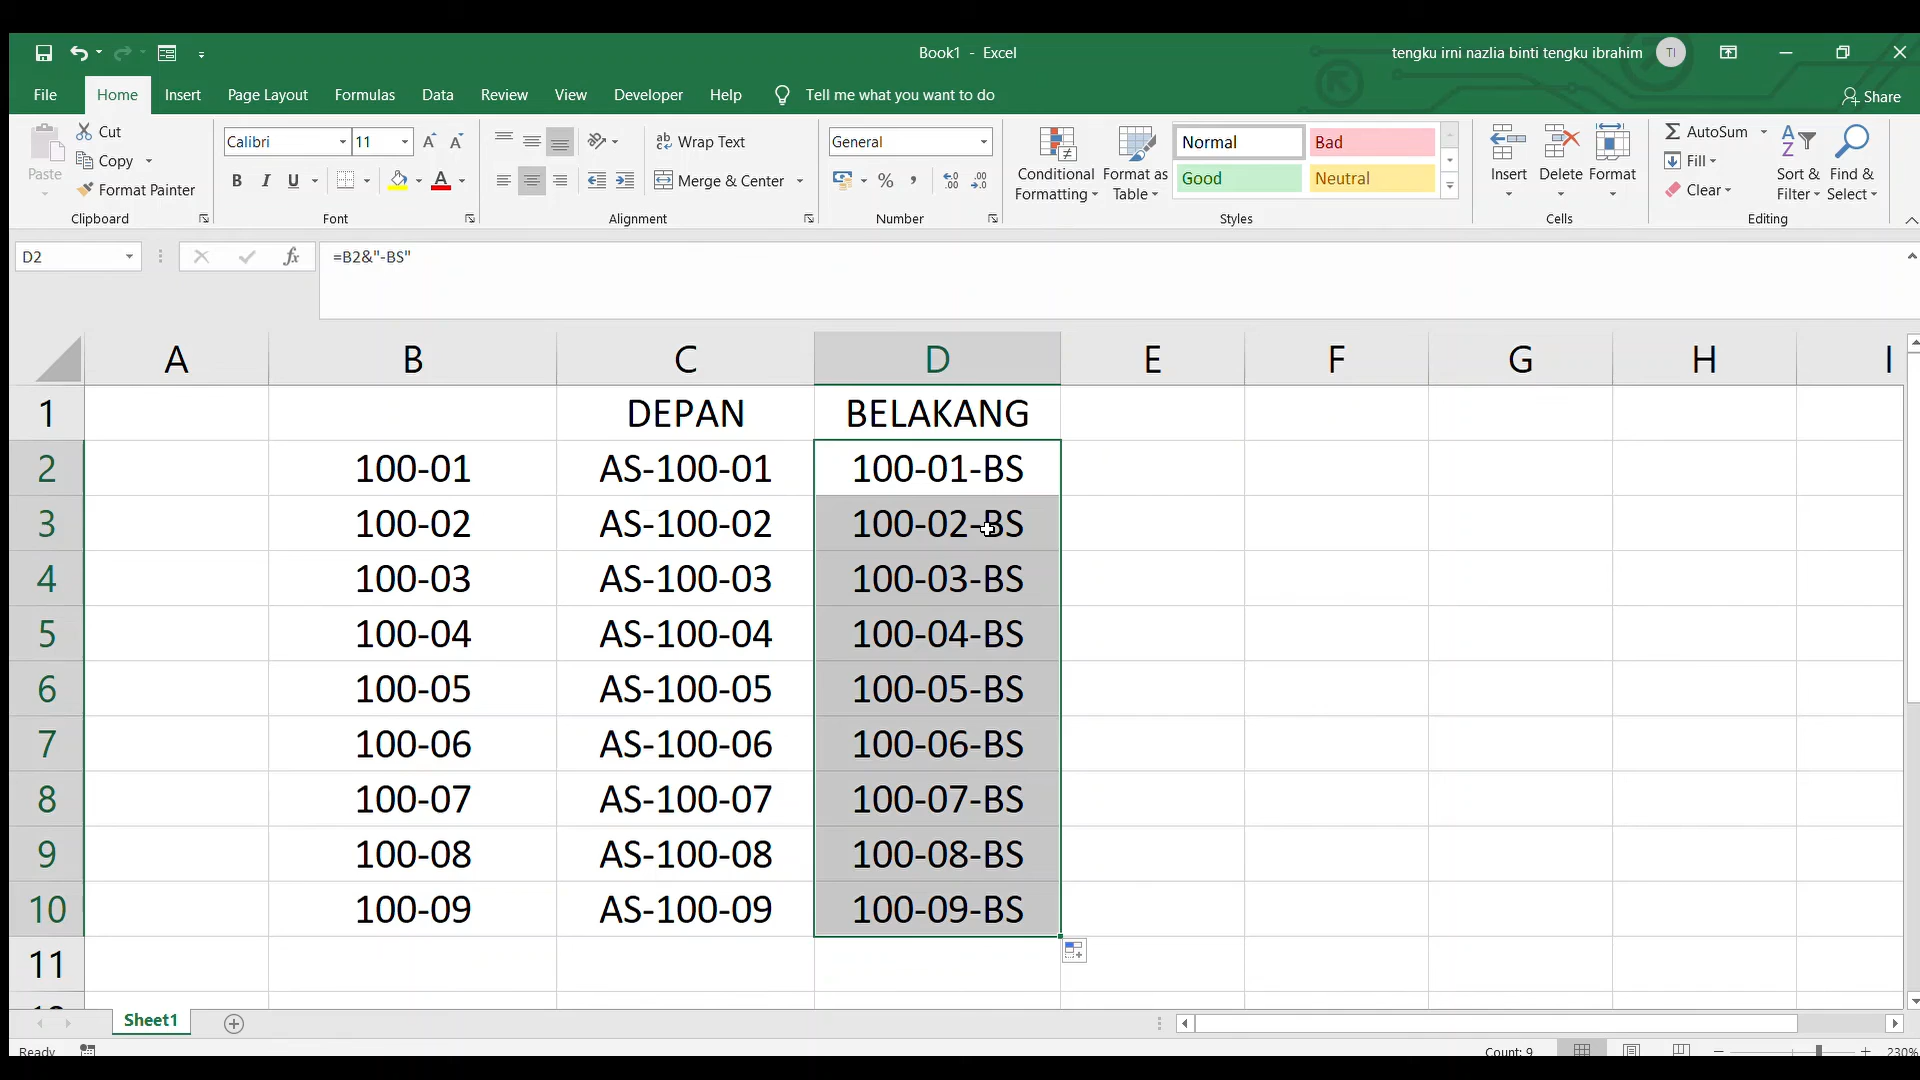 Book1 - Excel
tengku irni nazlia binti tengku ibrahim
TI
File Home Insert Page Layout Formulas Data Review View Developer Help Tell me what you want to do
Share
Paste
Cut
Copy
Format Painter
Clipboard
Calibri 11
B I U A
Font
Wrap Text
Merge & Center
Alignment
General
%
Number
Conditional Formatting
Format as Table
Normal Bad
Good Neutral
Styles
Insert Delete Format
Cells
AutoSum
Fill
Clear
Sort & Filter
Find & Select
Editing
D2 fx =B2&"-BS"
A B C D E F G H I
1 DEPAN BELAKANG
2 100-01 AS-100-01 100-01-BS
3 100-02 AS-100-02 100-02-BS
4 100-03 AS-100-03 100-03-BS
5 100-04 AS-100-04 100-04-BS
6 100-05 AS-100-05 100-05-BS
7 100-06 AS-100-06 100-06-BS
8 100-07 AS-100-07 100-07-BS
9 100-08 AS-100-08 100-08-BS
10 100-09 AS-100-09 100-09-BS
11
Sheet1
Ready Count: 9 230%